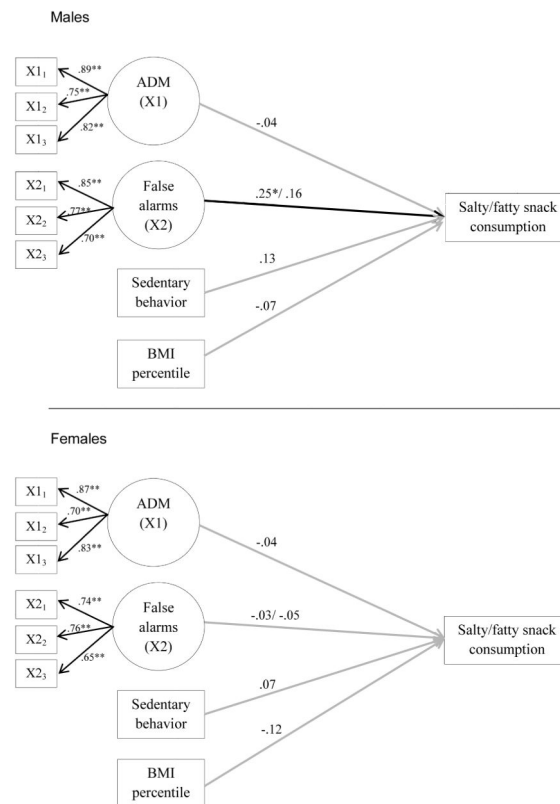 Males
X1₁
.89**
X1₂
.75**
X1₃
.82**
ADM
(X1)
-.04
X2₁
.85**
X2₂
.77**
X2₃
.70**
False
alarms
(X2)
.25*/ .16
Salty/fatty snack
consumption
Sedentary
behavior
.13
BMI
percentile
-.07
Females
X1₁
.87**
X1₂
.70**
X1₃
.83**
ADM
(X1)
-.04
X2₁
.74**
X2₂
.76**
X2₃
.65**
False
alarms
(X2)
-.03/ -.05
Salty/fatty snack
consumption
Sedentary
behavior
.07
BMI
percentile
-.12